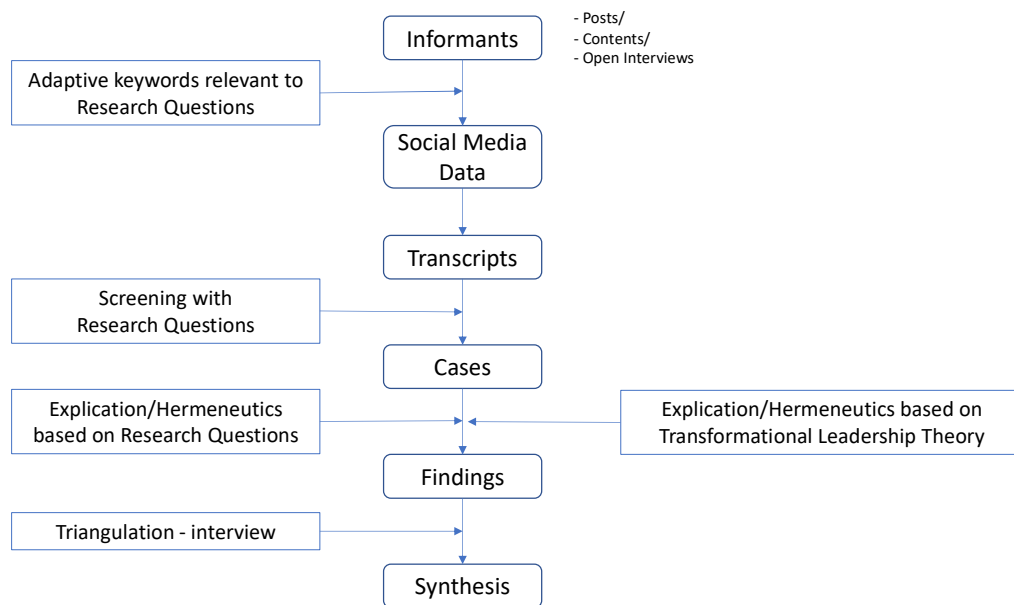 Informants
- Posts/
- Contents/
- Open Interviews
Adaptive keywords relevant to
Research Questions
Social Media
Data
Transcripts
Screening with
Research Questions
Cases
Explication/Hermeneutics
based on Research Questions
Explication/Hermeneutics based on
Transformational Leadership Theory
Findings
Triangulation - interview
Synthesis